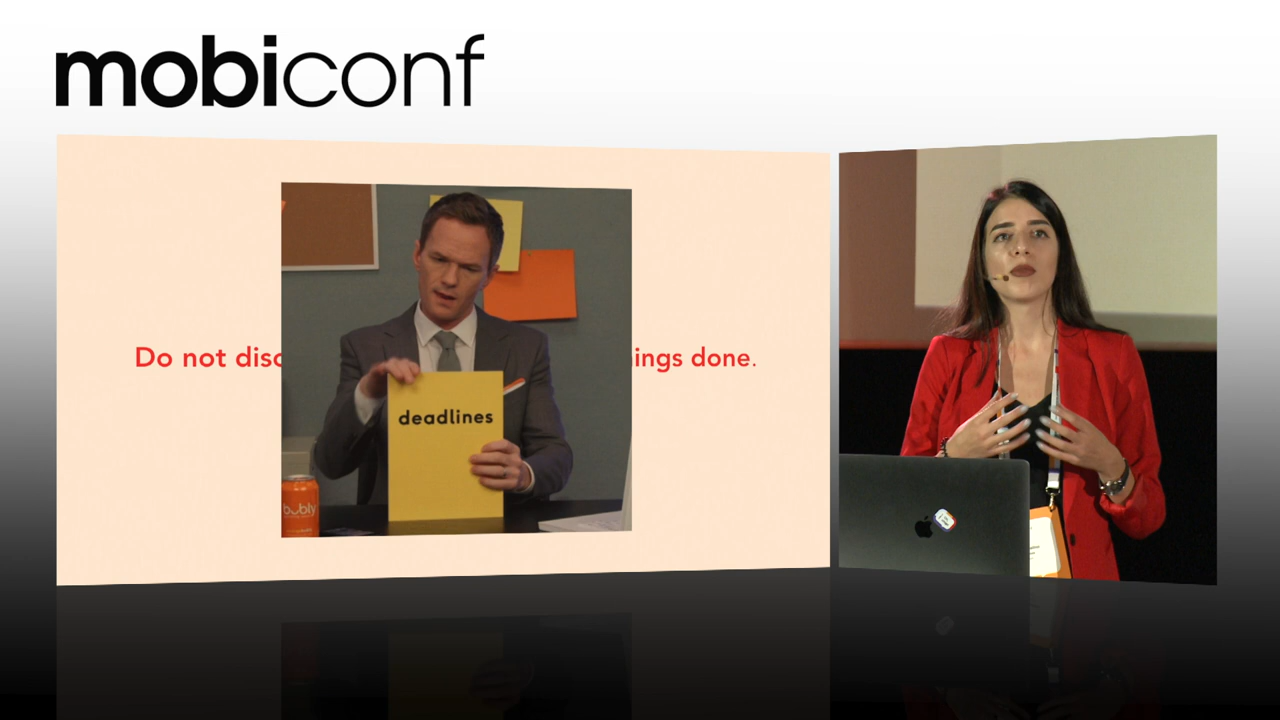 mobiconf
Do not disc ings done.
deadlines
bubly